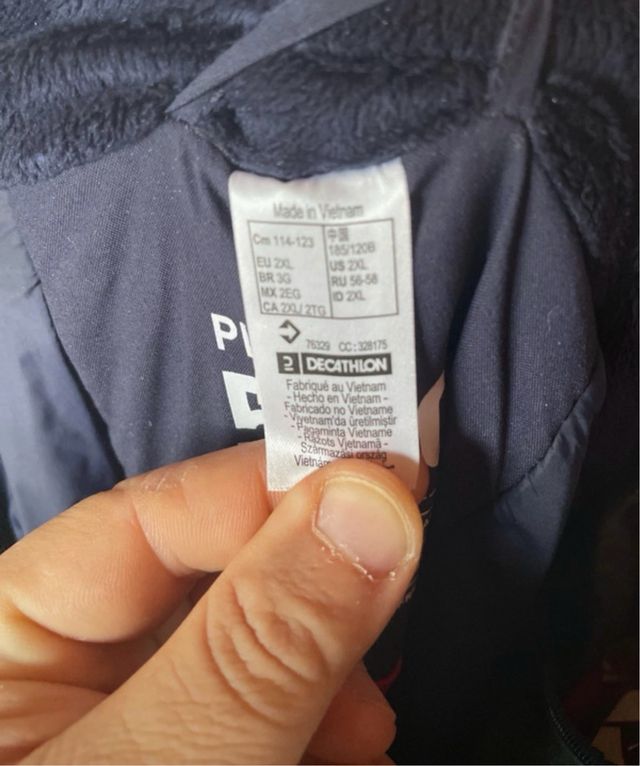 Made in Vietnam
Cm 114-123
EU 2XL
BR 3G
MX 2EG
CA 2XL/ 2TG
中国
185/120B
US 2XL
RU 56-58
ID 2XL
76329 CC: 328175
DECATHLON
Fabriqué au Vietnam
- Hecho en Vietnam -
Fabricado no Vietname
- Viyetnam'da üretilmiştir
- Pagaminta Vietname
- Ražots Vjetnamā -
Származási ország